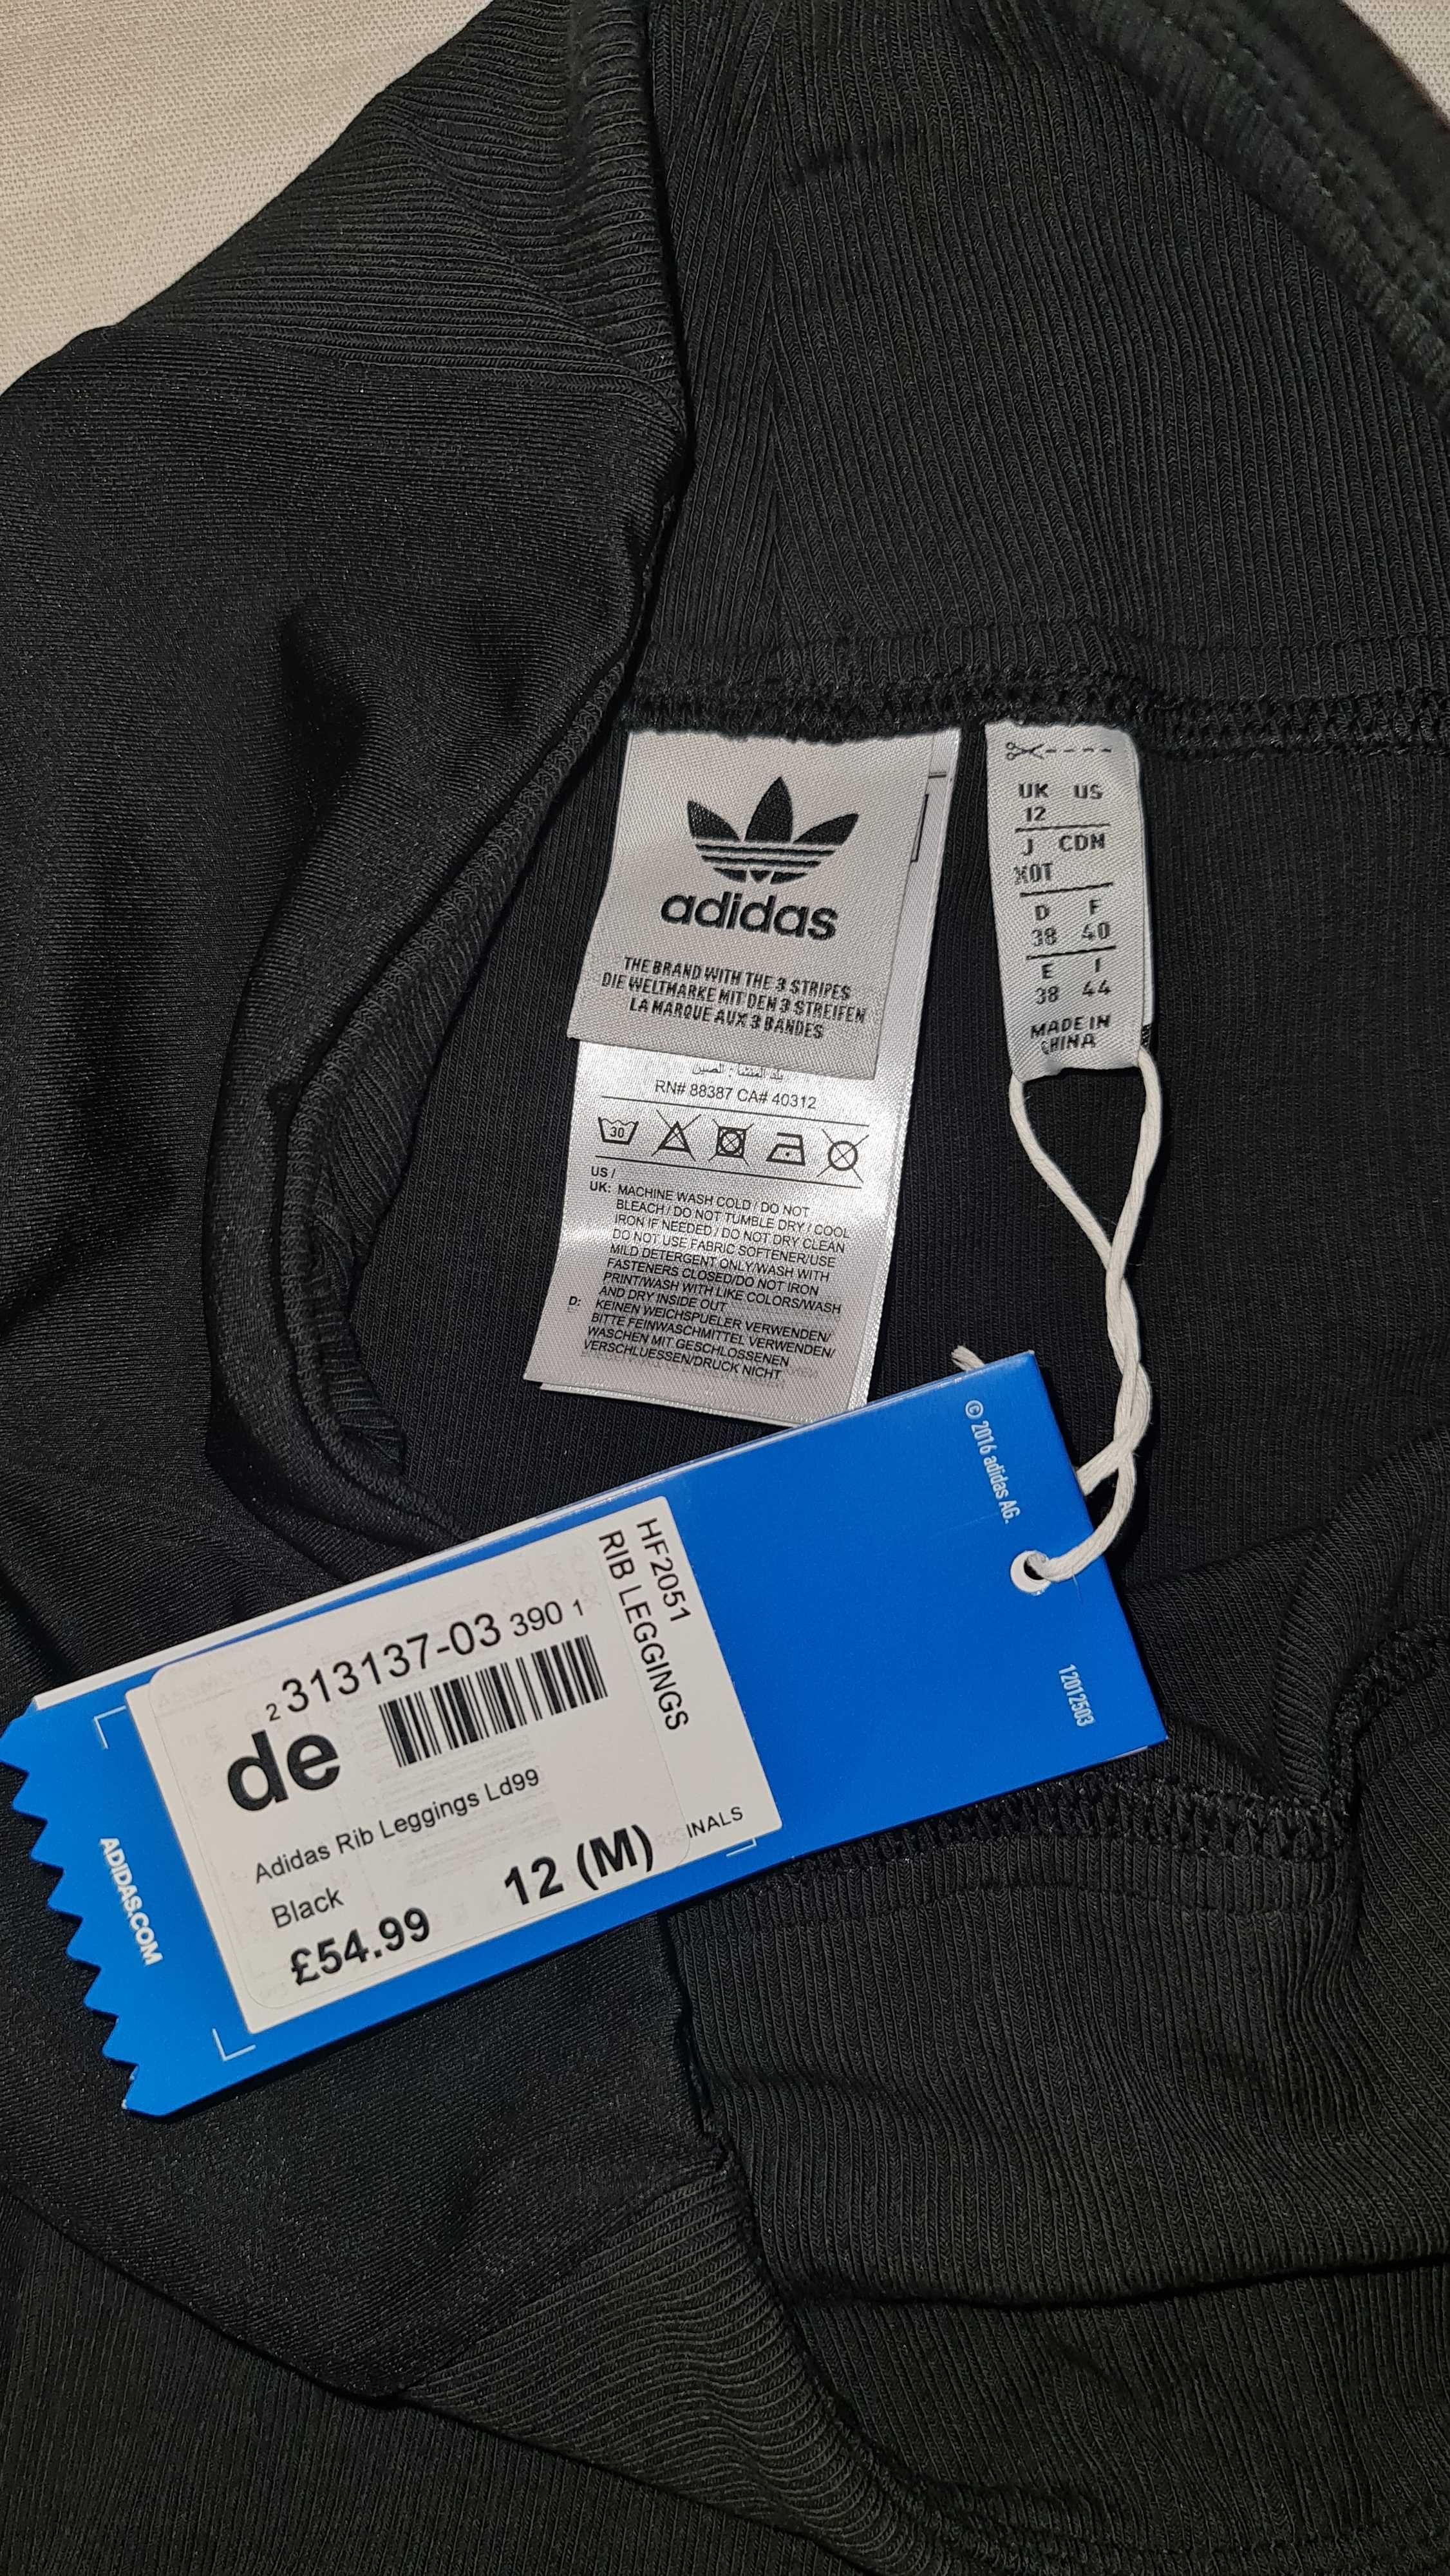 adidas
THE BRAND WITH THE 3 STRIPES
DIE WELTMARKE MIT DEN 3 STREIFEN
LA MARQUE AUX 3 BANDES
RN# 88387 CA# 40312
30
US /
UK: MACHINE WASH COLD / DO NOT
BLEACH / DO NOT TUMBLE DRY / COOL
IRON IF NEEDED / DO NOT DRY CLEAN
DO NOT USE FABRIC SOFTENER/USE
MILD DETERGENT ONLY/WASH WITH
FASTENERS CLOSED/DO NOT IRON
PRINT/WASH WITH LIKE COLORS/WASH
AND DRY INSIDE OUT
D: KEINEN WEICHSPUELER VERWENDEN/
BITTE FEINWASCHMITTEL VERWENDEN/
WASCHEN MIT GESCHLOSSENEN
VERSCHLUESSEN/DRUCK NICHT
UK US
12
J CDN
XOT
D F
38 40
E I
38 44
MADE IN
CHINA
© 2016 adidas AG.
12012503
HF2051
RIB LEGGINGS
2 313137-03 390 1
de
Adidas Rib Leggings Ld99
Black
12 (M)
£54.99
INALS
ADIDAS.COM